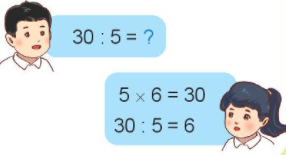 30 : 5 = ?
5 × 6 = 30
30 : 5 = 6